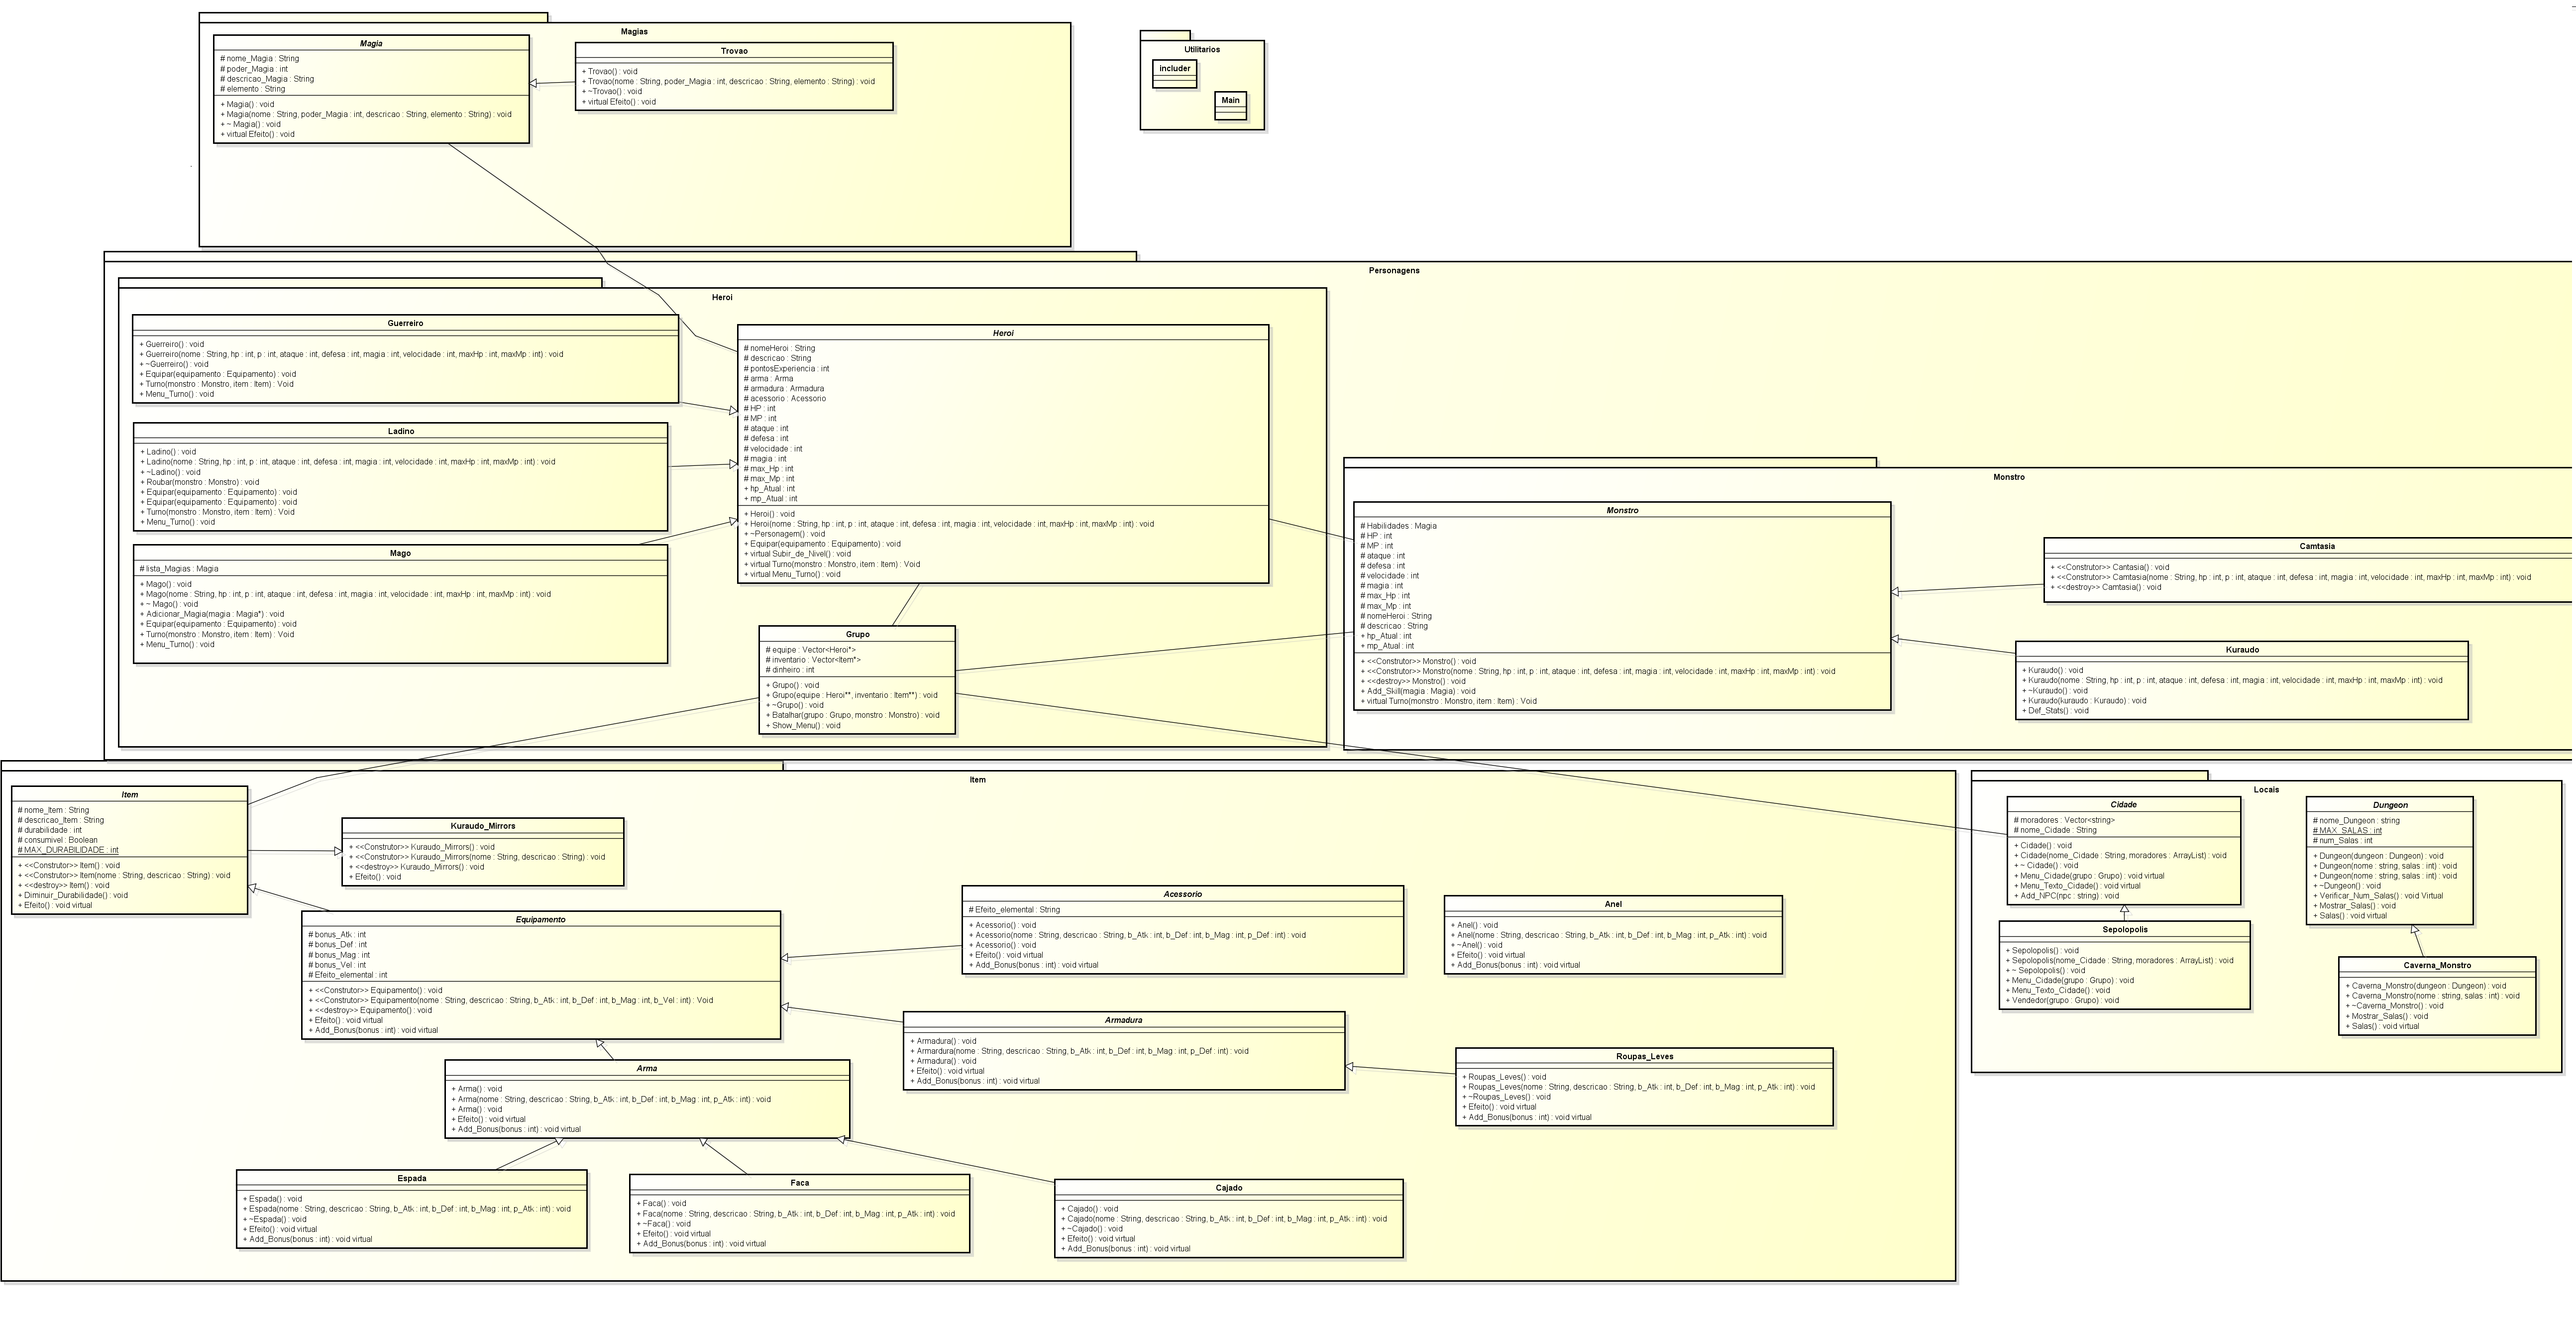 Magias
Magia
# nome_Magia : String
# poder_Magia : int
# descricao_Magia : String
# elemento : String
+ Magia() : void
+ Magia(nome : String, poder_Magia : int, descricao : String, elemento : String) : void
+ ~ Magia() : void
+ virtual Efeito() : void
Trovao
+ Trovao() : void
+ Trovao(nome : String, poder_Magia : int, descricao : String, elemento : String) : void
+ ~Trovao() : void
+ virtual Efeito() : void
Utilitarios
includer
Main
Personagens
Heroi
Guerreiro
+ Guerreiro() : void
+ Guerreiro(nome : String, hp : int, p : int, ataque : int, defesa : int, magia : int, velocidade : int, maxHp : int, maxMp : int) : void
+ ~Guerreiro() : void
+ Equipar(equipamento : Equipamento) : void
+ Turno(monstro : Monstro, item : Item) : Void
+ Menu_Turno() : void
Ladino
+ Ladino() : void
+ Ladino(nome : String, hp : int, p : int, ataque : int, defesa : int, magia : int, velocidade : int, maxHp : int, maxMp : int) : void
+ ~Ladino() : void
+ Roubar(monstro : Monstro) : void
+ Equipar(equipamento : Equipamento) : void
+ Equipar(equipamento : Equipamento) : void
+ Turno(monstro : Monstro, item : Item) : Void
+ Menu_Turno() : void
Mago
# lista_Magias : Magia
+ Mago() : void
+ Mago(nome : String, hp : int, p : int, ataque : int, defesa : int, magia : int, velocidade : int, maxHp : int, maxMp : int) : void
+ ~ Mago() : void
+ Adicionar_Magia(magia : Magia*) : void
+ Equipar(equipamento : Equipamento) : void
+ Turno(monstro : Monstro, item : Item) : Void
+ Menu_Turno() : void
Heroi
# nomeHeroi : String
# descricao : String
# pontosExperiencia : int
# arma : Arma
# armadura : Armadura
# acessorio : Acessorio
# HP : int
# MP : int
# ataque : int
# defesa : int
# velocidade : int
# magia : int
# max_Hp : int
# max_Mp : int
+ hp_Atual : int
+ mp_Atual : int
+ Heroi() : void
+ Heroi(nome : String, hp : int, p : int, ataque : int, defesa : int, magia : int, velocidade : int, maxHp : int, maxMp : int) : void
+ ~Personagem() : void
+ Equipar(equipamento : Equipamento) : void
+ virtual Subir_de_Nivel() : void
+ virtual Turno(monstro : Monstro, item : Item) : Void
+ virtual Menu_Turno() : void
Grupo
# equipe : Vector<Heroi*>
# inventario : Vector<Item*>
# dinheiro : int
+ Grupo() : void
+ Grupo(equipe : Heroi**, inventario : Item**) : void
+ ~Grupo() : void
+ Batalhar(grupo : Grupo, monstro : Monstro) : void
+ Show_Menu() : void
Monstro
Monstro
# Habilidades : Magia
# HP : int
# MP : int
# ataque : int
# defesa : int
# velocidade : int
# magia : int
# max_Hp : int
# max_Mp : int
# nomeHeroi : String
# descricao : String
+ hp_Atual : int
+ mp_Atual : int
+ <<Construtor>> Monstro() : void
+ <<Construtor>> Monstro(nome : String, hp : int, p : int, ataque : int, defesa : int, magia : int, velocidade : int, maxHp : int, maxMp : int) : void
+ <<destroy>> Monstro() : void
+ Add_Skill(magia : Magia) : void
+ virtual Turno(monstro : Monstro, item : Item) : Void
Camtasia
+ <<Construtor>> Cantasia() : void
+ <<Construtor>> Camtasia(nome : String, hp : int, p : int, ataque : int, defesa : int, magia : int, velocidade : int, maxHp : int, maxMp : int) : void
+ <<destroy>> Camtasia() : void
Kuraudo
+ Kuraudo() : void
+ Kuraudo(nome : String, hp : int, p : int, ataque : int, defesa : int, magia : int, velocidade : int, maxHp : int, maxMp : int) : void
+ ~Kuraudo() : void
+ Kuraudo(kuraudo : Kuraudo) : void
+ Def_Stats() : void
Item
Item
# nome_Item : String
# descricao_Item : String
# durabilidade : int
# consumivel : Boolean
# MAX_DURABILIDADE : int
+ <<Construtor>> Item() : void
+ <<Construtor>> Item(nome : String, descricao : String) : void
+ <<destroy>> Item() : void
+ Diminuir_Durabilidade() : void
+ Efeito() : void virtual
Kuraudo_Mirrors
+ <<Construtor>> Kuraudo_Mirrors() : void
+ <<Construtor>> Kuraudo_Mirrors(nome : String, descricao : String) : void
+ <<destroy>> Kuraudo_Mirrors() : void
+ Efeito() : void
Equipamento
# bonus_Atk : int
# bonus_Def : int
# bonus_Mag : int
# bonus_Vel : int
# Efeito_elemental : int
+ <<Construtor>> Equipamento() : void
+ <<Construtor>> Equipamento(nome : String, descricao : String, b_Atk : int, b_Def : int, b_Mag : int, b_Vel : int) : Void
+ <<destroy>> Equipamento() : void
+ Efeito() : void virtual
+ Add_Bonus(bonus : int) : void virtual
Acessorio
# Efeito_elemental : String
+ Acessorio() : void
+ Acessorio(nome : String, descricao : String, b_Atk : int, b_Def : int, b_Mag : int, p_Def : int) : void
+ Acessorio() : void
+ Efeito() : void virtual
+ Add_Bonus(bonus : int) : void virtual
Anel
+ Anel() : void
+ Anel(nome : String, descricao : String, b_Atk : int, b_Def : int, b_Mag : int, p_Atk : int) : void
+ ~Anel() : void
+ Efeito() : void virtual
+ Add_Bonus(bonus : int) : void virtual
Armadura
+ Armadura() : void
+ Armardura(nome : String, descricao : String, b_Atk : int, b_Def : int, b_Mag : int, p_Def : int) : void
+ Armadura() : void
+ Efeito() : void virtual
+ Add_Bonus(bonus : int) : void virtual
Roupas_Leves
+ Roupas_Leves() : void
+ Roupas_Leves(nome : String, descricao : String, b_Atk : int, b_Def : int, b_Mag : int, p_Atk : int) : void
+ ~Roupas_Leves() : void
+ Efeito() : void virtual
+ Add_Bonus(bonus : int) : void virtual
Arma
+ Arma() : void
+ Arma(nome : String, descricao : String, b_Atk : int, b_Def : int, b_Mag : int, p_Atk : int) : void
+ Arma() : void
+ Efeito() : void virtual
+ Add_Bonus(bonus : int) : void virtual
Espada
+ Espada() : void
+ Espada(nome : String, descricao : String, b_Atk : int, b_Def : int, b_Mag : int, p_Atk : int) : void
+ ~Espada() : void
+ Efeito() : void virtual
+ Add_Bonus(bonus : int) : void virtual
Faca
+ Faca() : void
+ Faca(nome : String, descricao : String, b_Atk : int, b_Def : int, b_Mag : int, p_Atk : int) : void
+ ~Faca() : void
+ Efeito() : void virtual
+ Add_Bonus(bonus : int) : void virtual
Cajado
+ Cajado() : void
+ Cajado(nome : String, descricao : String, b_Atk : int, b_Def : int, b_Mag : int, p_Atk : int) : void
+ ~Cajado() : void
+ Efeito() : void virtual
+ Add_Bonus(bonus : int) : void virtual
Locais
Cidade
# moradores : Vector<string>
# nome_Cidade : String
+ Cidade() : void
+ Cidade(nome_Cidade : String, moradores : ArrayList) : void
+ ~ Cidade() : void
+ Menu_Cidade(grupo : Grupo) : void virtual
+ Menu_Texto_Cidade() : void virtual
+ Add_NPC(npc : string) : void
Sepolopolis
+ Sepolopolis() : void
+ Sepolopolis(nome_Cidade : String, moradores : ArrayList) : void
+ ~ Sepolopolis() : void
+ Menu_Cidade(grupo : Grupo) : void
+ Menu_Texto_Cidade() : void
+ Vendedor(grupo : Grupo) : void
Dungeon
# nome_Dungeon : string
# MAX_SALAS : int
# num_Salas : int
+ Dungeon(dungeon : Dungeon) : void
+ Dungeon(nome : string, salas : int) : void
+ Dungeon(nome : string, salas : int) : void
+ ~Dungeon() : void
+ Verificar_Num_Salas() : void Virtual
+ Mostrar_Salas() : void
+ Salas() : void virtual
Caverna_Monstro
+ Caverna_Monstro(dungeon : Dungeon) : void
+ Caverna_Monstro(nome : string, salas : int) : void
+ ~Caverna_Monstro() : void
+ Mostrar_Salas() : void
+ Salas() : void virtual